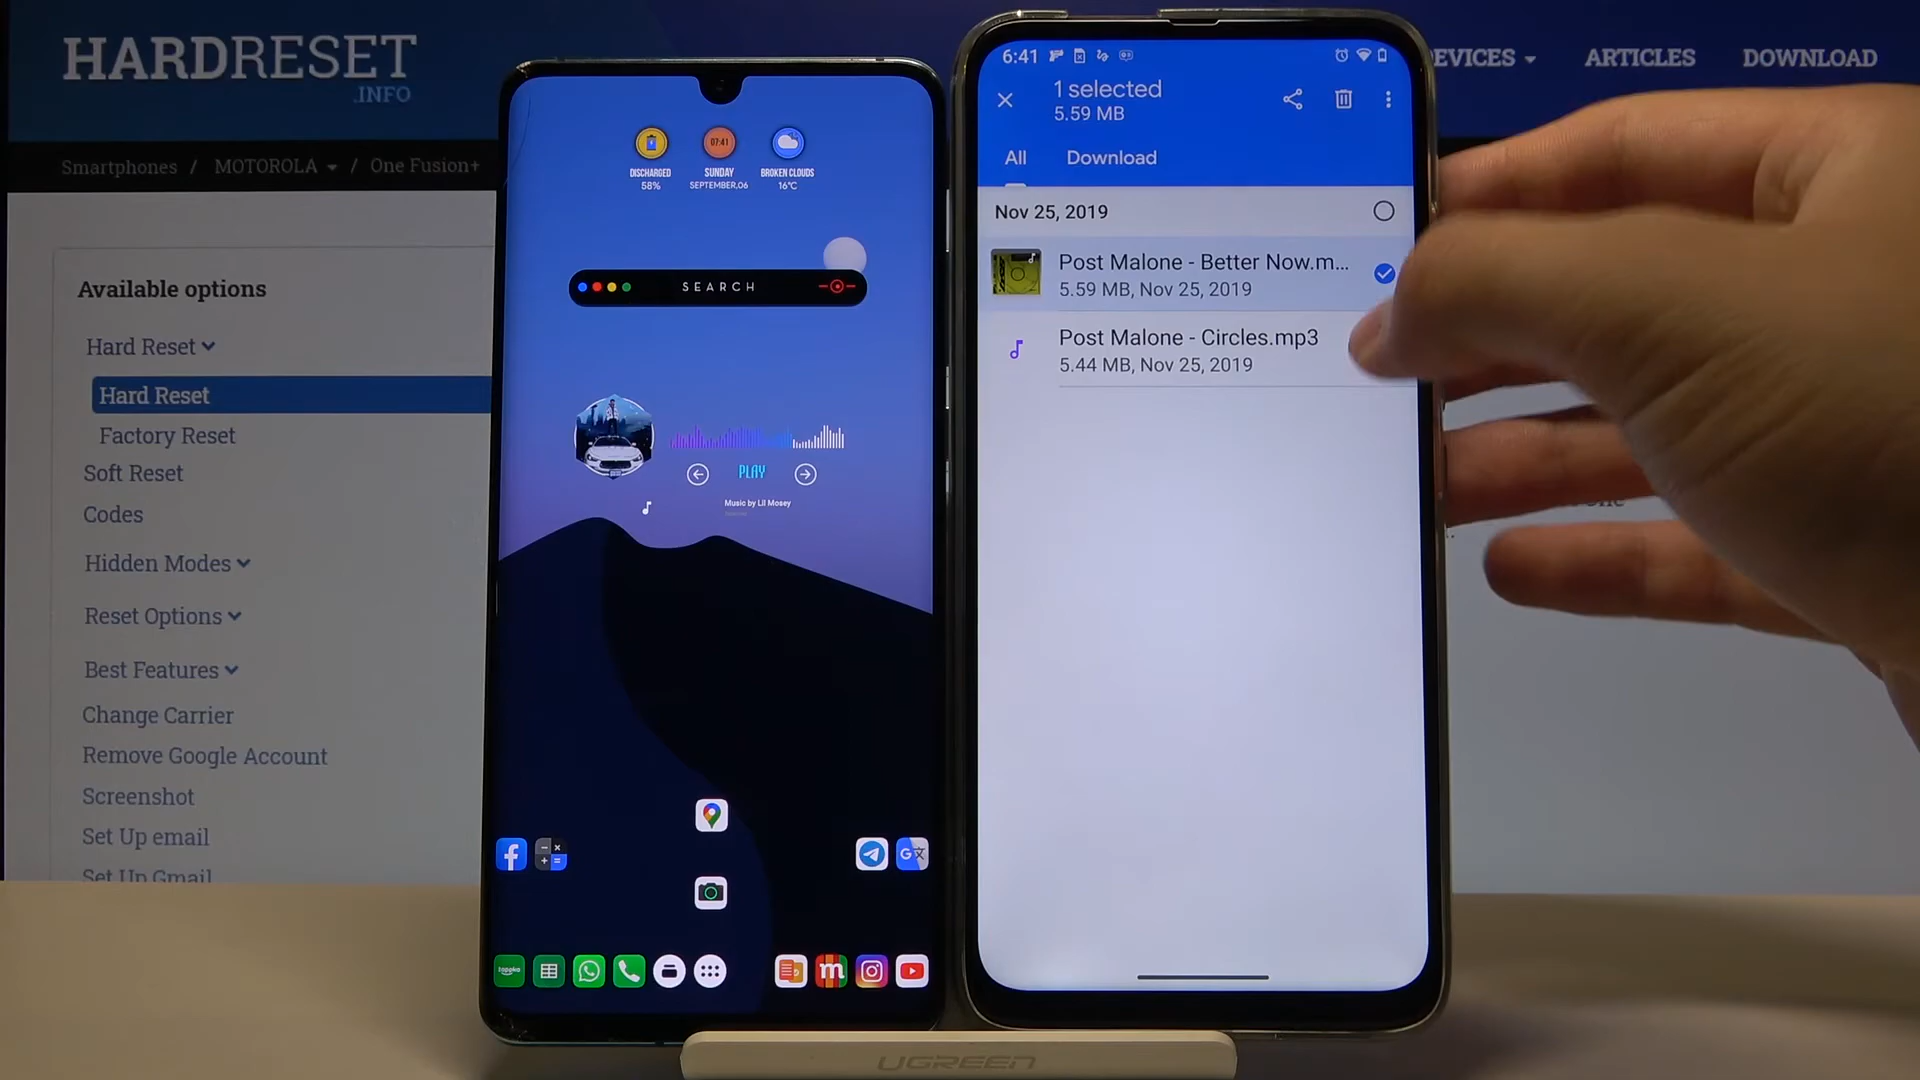 HARDRESET
.INFO
EVICES
ARTICLES
DOWNLOAD
Smartphones / MOTOROLA / One Fusion+
Available options
Hard Reset
Hard Reset
Factory Reset
Soft Reset
Codes
Hidden Modes
Reset Options
Best Features
Change Carrier
Remove Google Account
Screenshot
Set Up email
Set Up Gmail
07:41
DISCHARGED
58%
SUNDAY
SEPTEMBER,06
BROKEN CLOUDS
16°C
SEARCH
PLAY
Music by Lil Mosey
6:41
1 selected
5.59 MB
All
Download
Nov 25, 2019
Post Malone - Better Now.m...
5.59 MB, Nov 25, 2019
Post Malone - Circles.mp3
5.44 MB, Nov 25, 2019
UGREEN